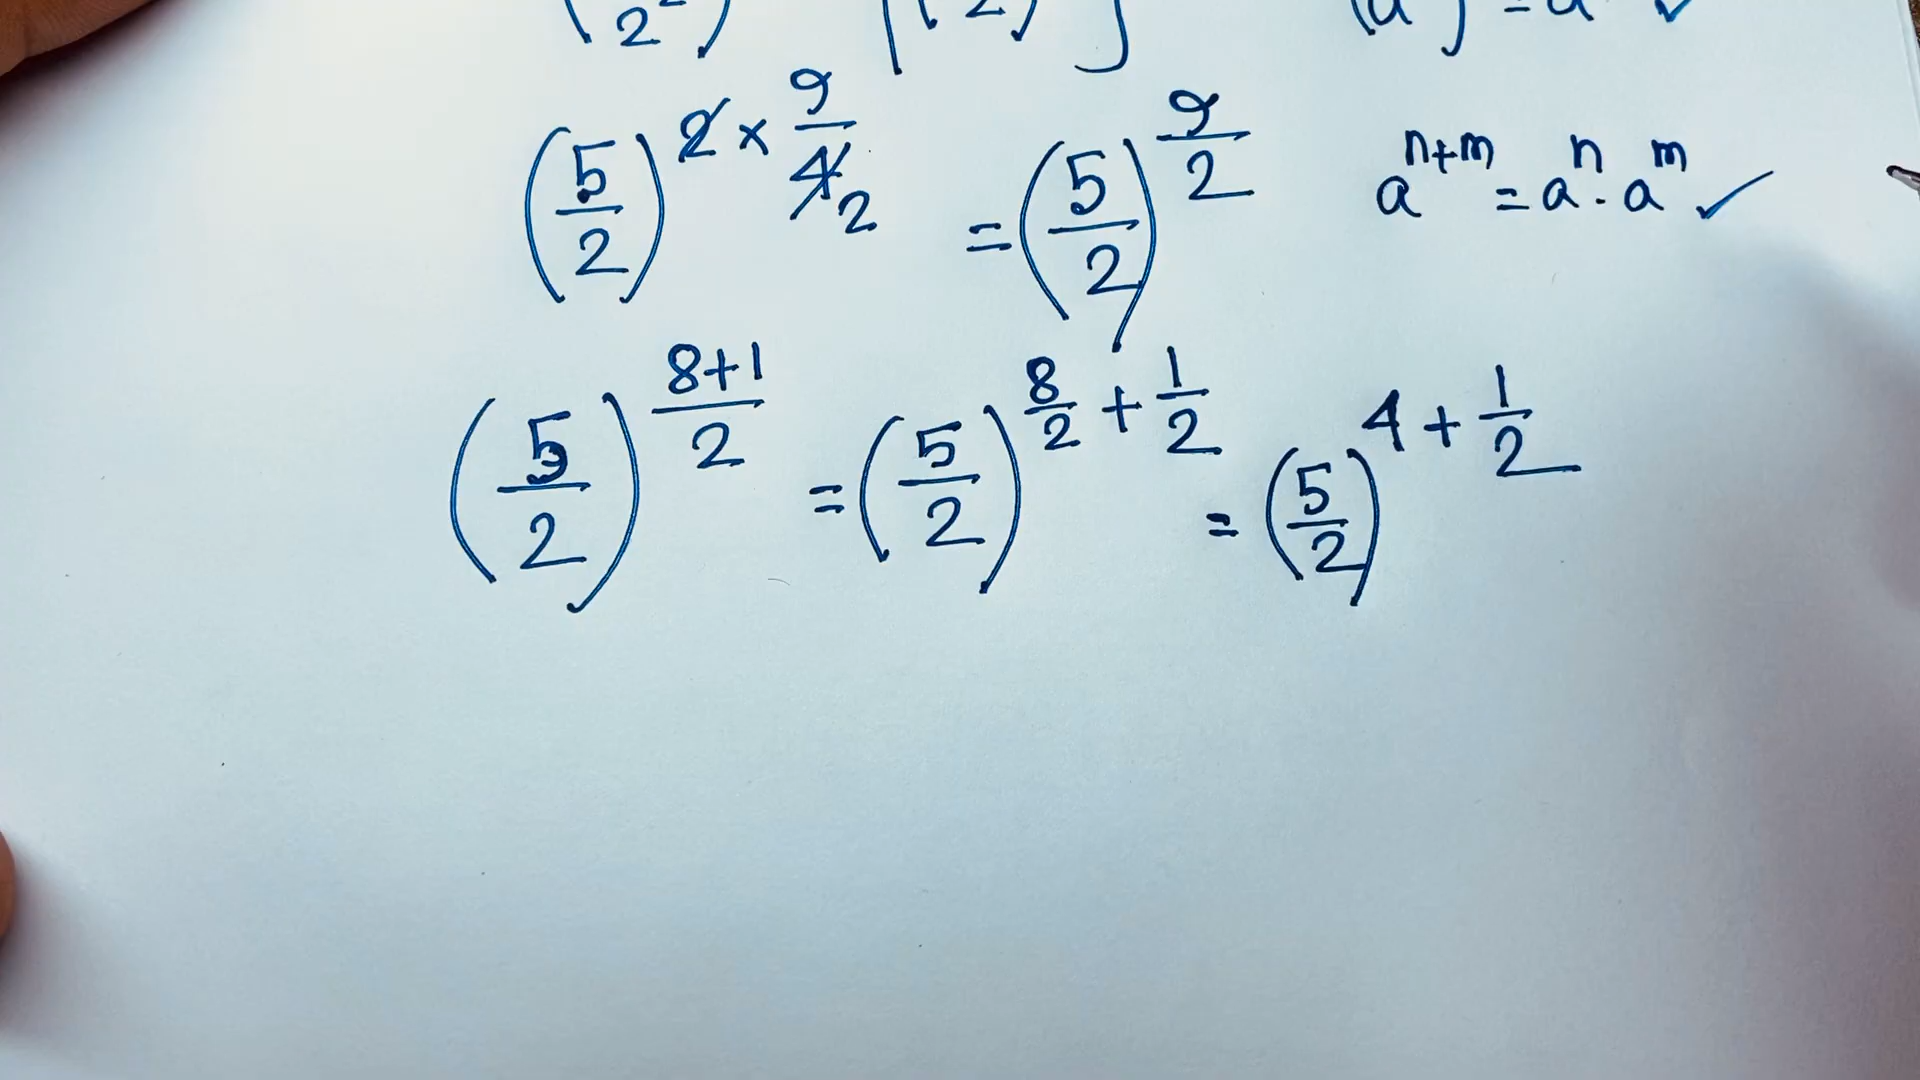 (5/2)^(2 × 9/4 2) = (5/2)^(9/2) a^(n+m) = a^n . a^m ✓
(5/2)^((8+1)/2) = (5/2)^(8/2 + 1/2) = (5/2)^(4 + 1/2)